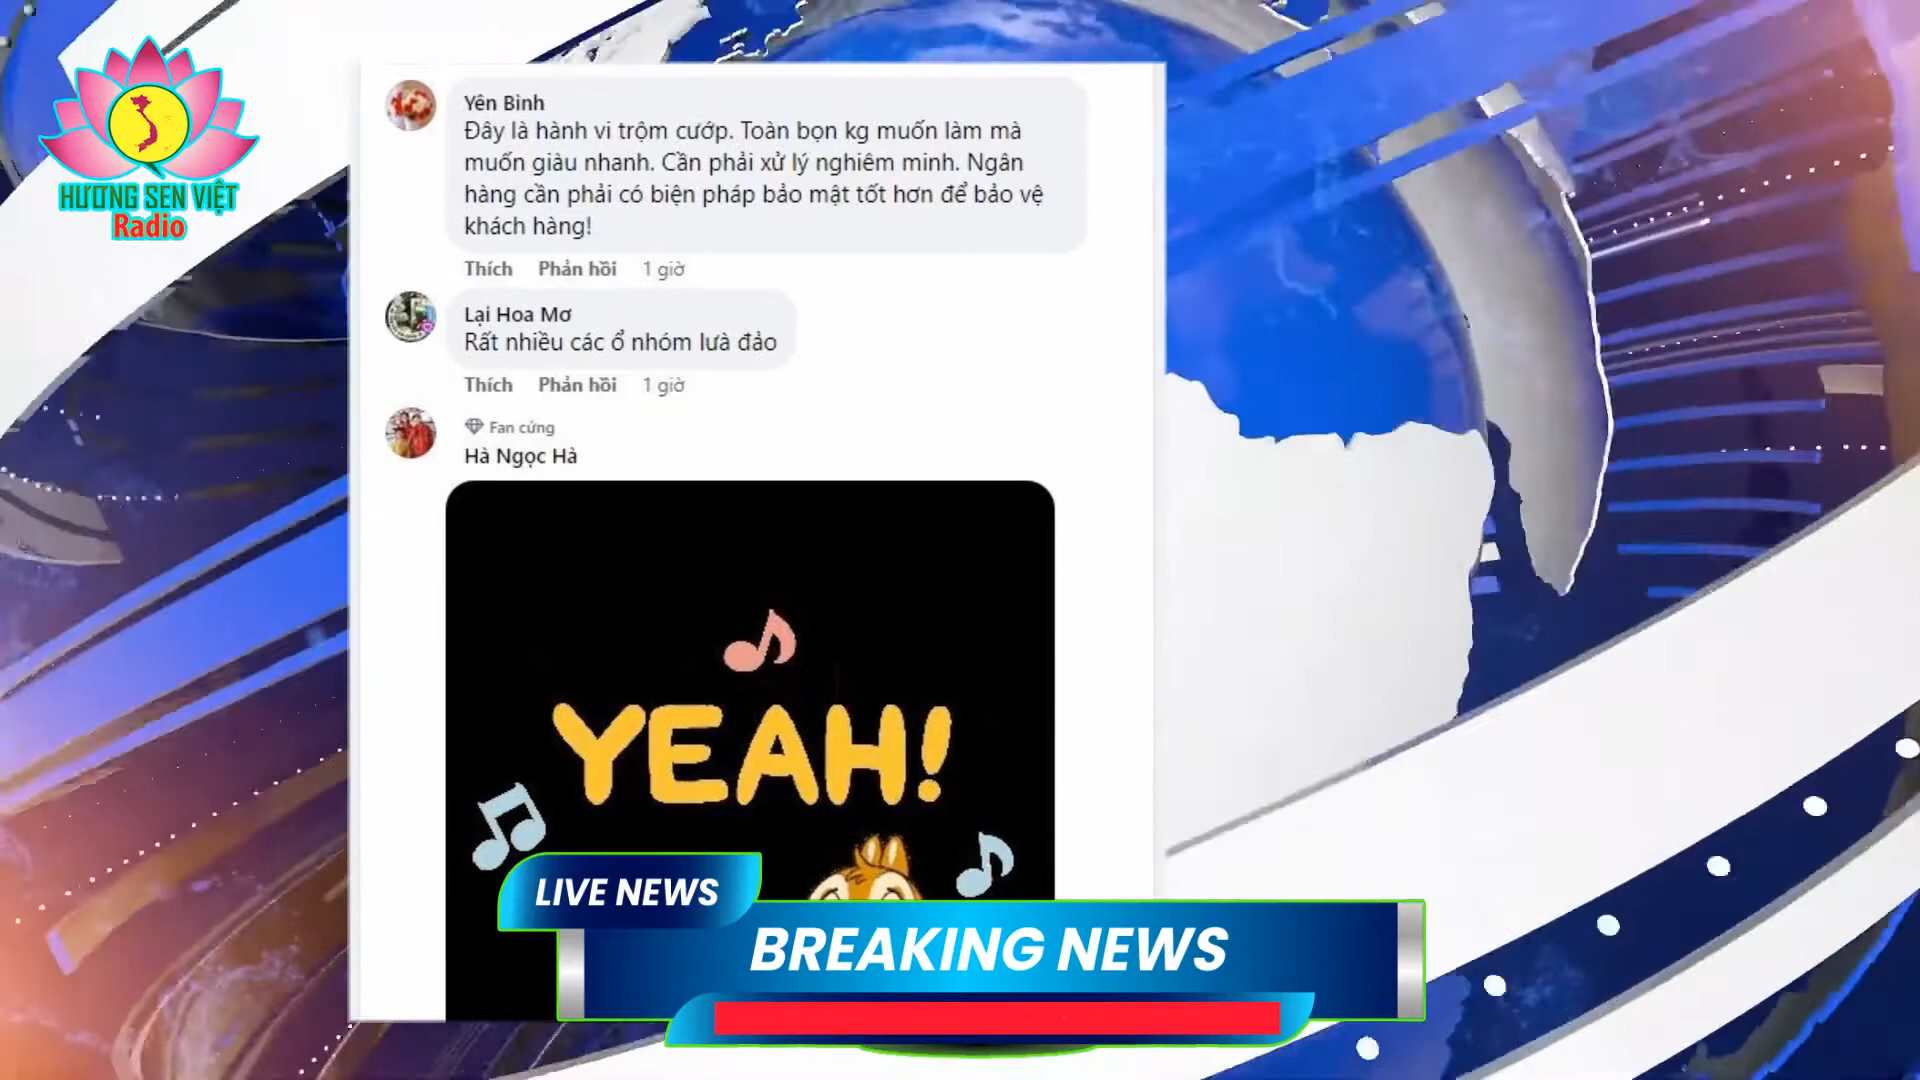 HƯƠNG SEN VIỆT
Radio
Yên Bình
Đây là hành vi trộm cướp. Toàn bọn kg muốn làm mà
muốn giàu nhanh. Cần phải xử lý nghiêm minh. Ngân
hàng cần phải có biện pháp bảo mật tốt hơn để bảo vệ
khách hàng!
Thích Phản hồi 1 giờ
Lại Hoa Mơ
Rất nhiều các ổ nhóm lưà đảo
Thích Phản hồi 1 giờ
Fan cứng
Hà Ngọc Hà
YEAH!
LIVE NEWS
BREAKING NEWS